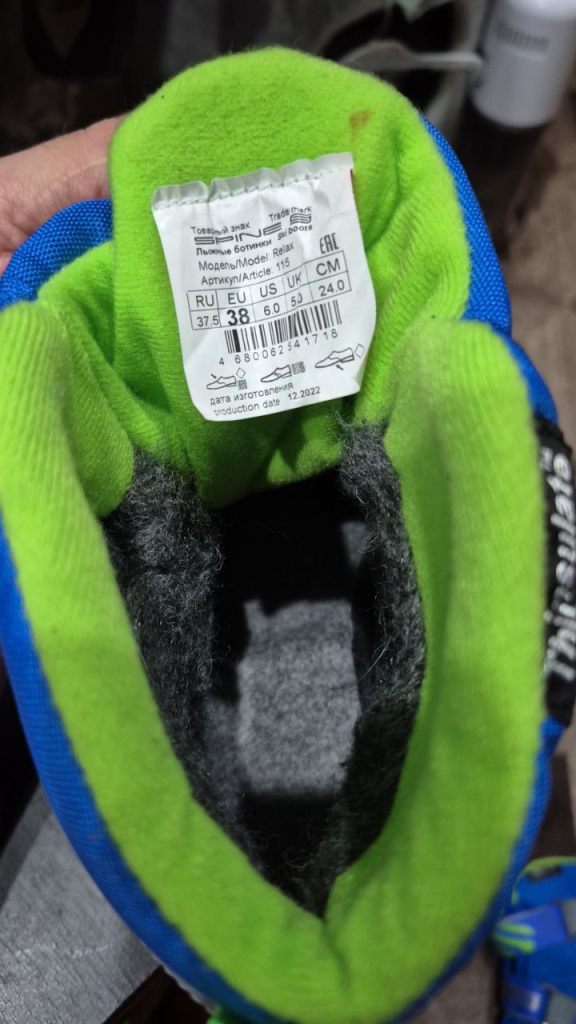 Товарный знак Trade mark
SPINE
Лыжные ботинки Ski boots
EAC
Модель/Model: Relax
Артикул/Article: 115
RU EU US UK CM
37.5 38 6.0 5.0 24.0
4 680062 541718
дата изготовления
production date 12.2022
Thinsulate